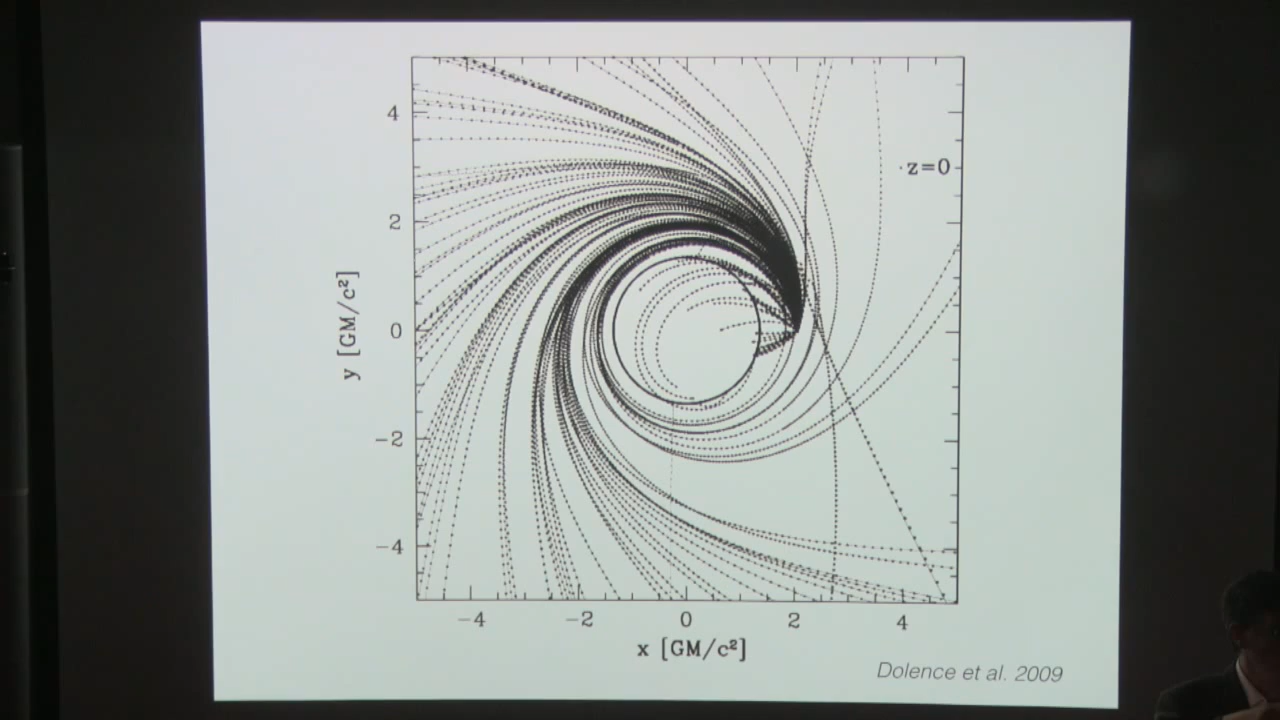 4
2
0
−2
−4
y [GM/c²]
z=0
−4 −2 0 2 4
x [GM/c²]
Dolence et al. 2009